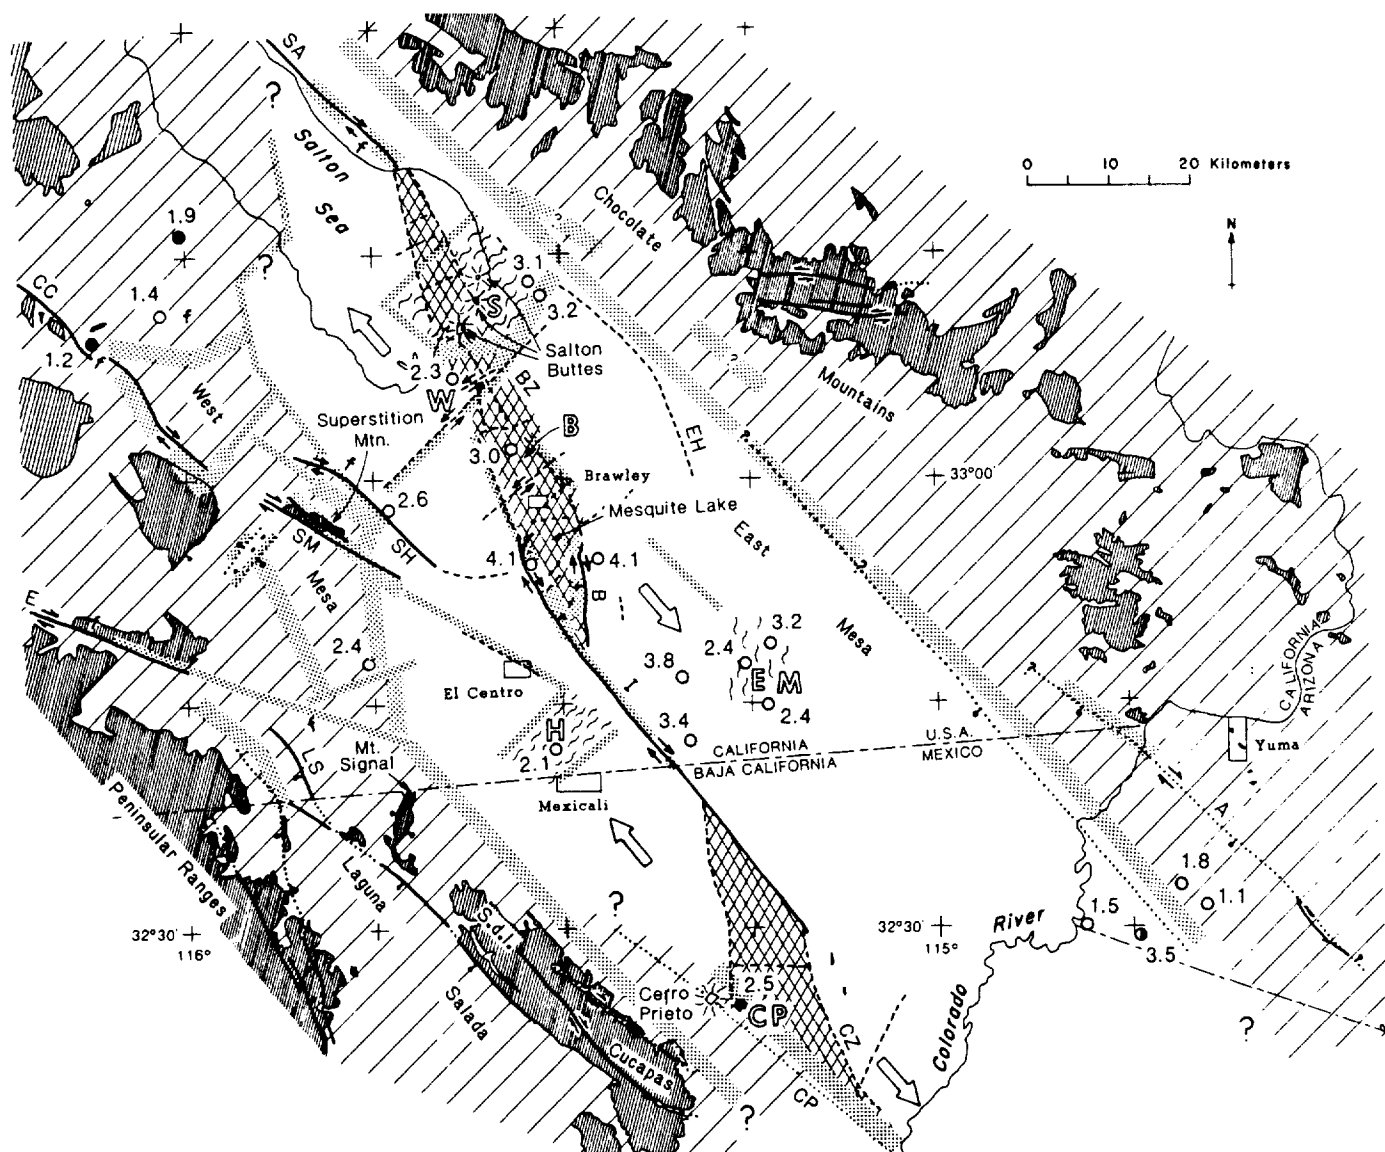 SA
?
Salton
Sea
f
0 10 20 Kilometers
N
Chocolate
?
1.9
?
CC
1.4
f
1.2
f
3.1
3.2
S
Salton
Buttes
2.3
W
BZ
?
Mountains
West
Superstition
Mtn.
f
B
3.0
Brawley
EH
?
33°00'
2.6
Mesquite Lake
East
SM
SH
4.1
4.1
B
?
Mesa
E
Mesa
2.4
3.2
2.4
3.8
E M
2.4
El Centro
I
3.4
H
2.1
f
LS
Mt.
Signal
CALIFORNIA
BAJA CALIFORNIA
U.S.A.
MEXICO
?
CALIFORNIA
ARIZONA
Yuma
Mexicali
Peninsular Ranges
Laguna
A
1.8
1.1
?
1.5
3.5
River
32°30'
116°
32°30'
115°
S.d.l.
Salada
Cerro
Prieto
2.5
CP
Cucapas
CZ
Colorado
CP
?
?